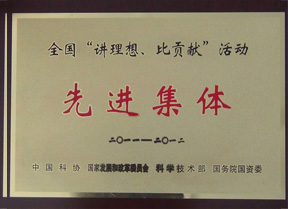 全国“讲理想、比贡献”活动
先进集体
二〇一一——二〇一二
中国科协 国家发展和改革委员会 科学技术部 国务院国资委